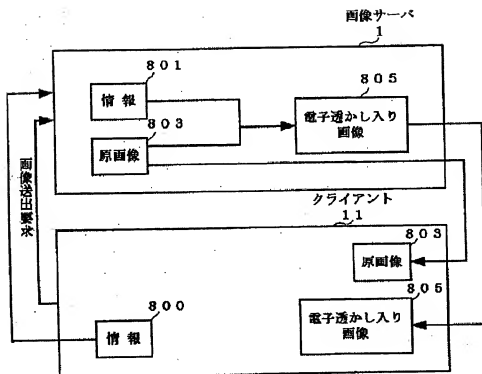 画像サーバ
1
801
情報
803
原画像
805
電子透かし入り
画像
画像送出要求
クライアント
11
803
原画像
805
電子透かし入り
画像
800
情報